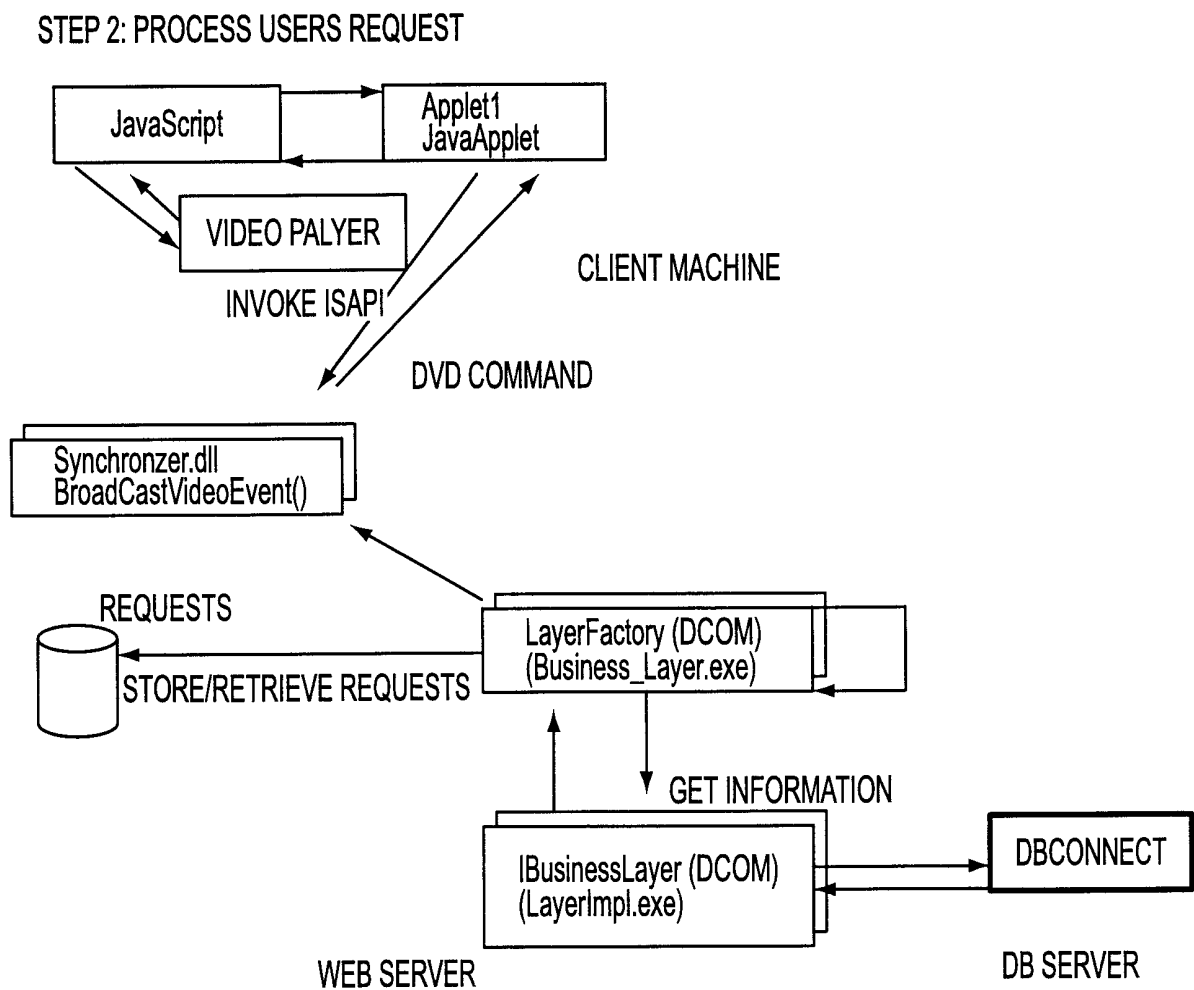 STEP 2: PROCESS USERS REQUEST
JavaScript
Applet1
JavaApplet
VIDEO PALYER
CLIENT MACHINE
INVOKE ISAPI
DVD COMMAND
Synchronzer.dll
BroadCastVideoEvent()
REQUESTS
LayerFactory (DCOM)
(Business_Layer.exe)
STORE/RETRIEVE REQUESTS
GET INFORMATION
IBusinessLayer (DCOM)
(LayerImpl.exe)
DBCONNECT
WEB SERVER
DB SERVER